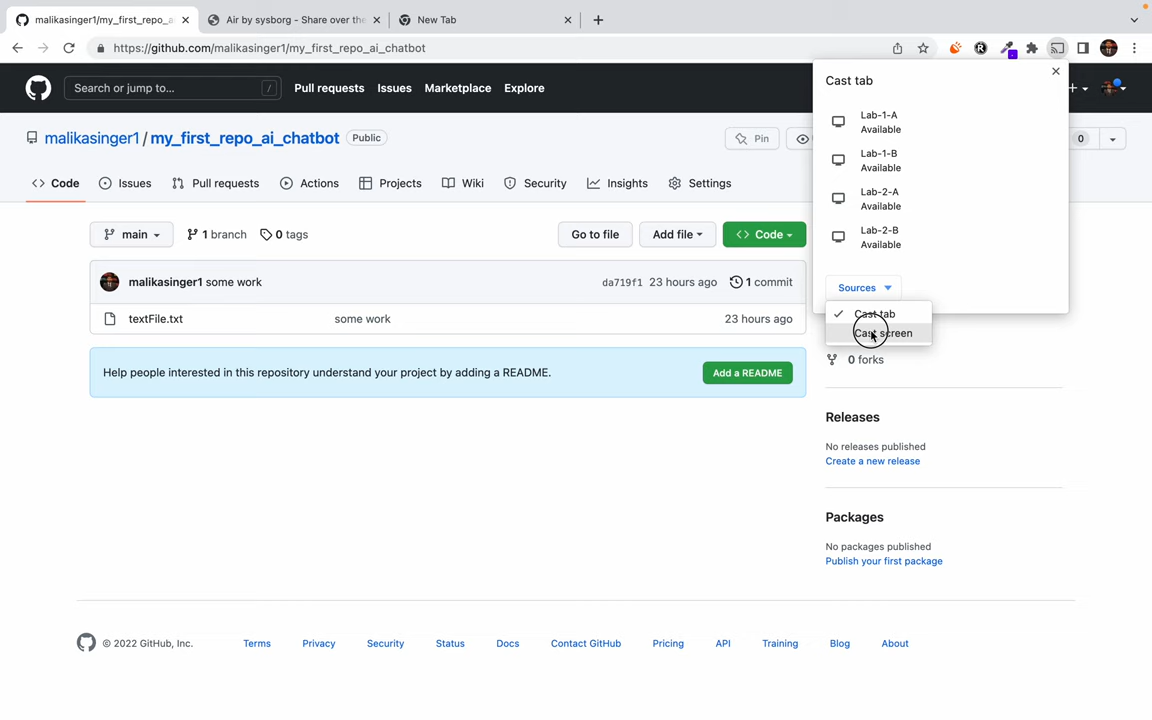 malikasinger1/my_first_repo_a
Air by sysborg - Share over the
New Tab
https://github.com/malikasinger1/my_first_repo_ai_chatbot
Search or jump to...
/
Pull requests
Issues
Marketplace
Explore
Cast tab
Lab-1-A
Available
Lab-1-B
Available
Lab-2-A
Available
Lab-2-B
Available
Sources
Cast tab
Cast screen
malikasinger1 / my_first_repo_ai_chatbot
Public
Pin
0
Code
Issues
Pull requests
Actions
Projects
Wiki
Security
Insights
Settings
main
1 branch
0 tags
Go to file
Add file
Code
malikasinger1 some work
da719f1 23 hours ago
1 commit
textFile.txt
some work
23 hours ago
Help people interested in this repository understand your project by adding a README.
Add a README
0 forks
Releases
No releases published
Create a new release
Packages
No packages published
Publish your first package
© 2022 GitHub, Inc.
Terms
Privacy
Security
Status
Docs
Contact GitHub
Pricing
API
Training
Blog
About